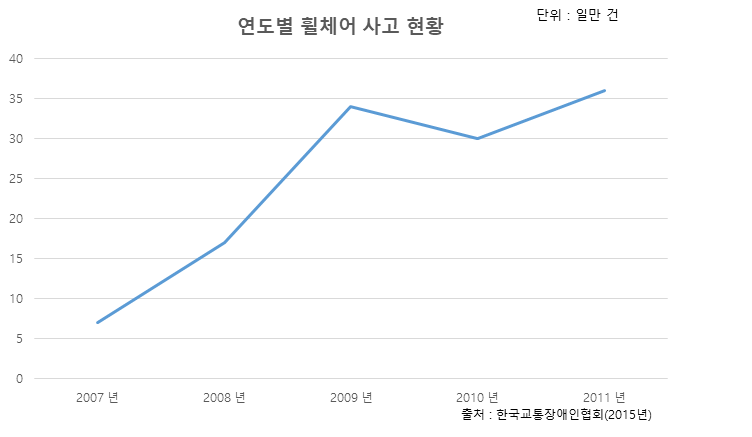 연도별 휠체어 사고 현황
단위 : 일만 건
40
35
30
25
20
15
10
5
0
2007 년
2008 년
2009 년
2010 년
2011 년
출처 : 한국교통장애인협회(2015년)